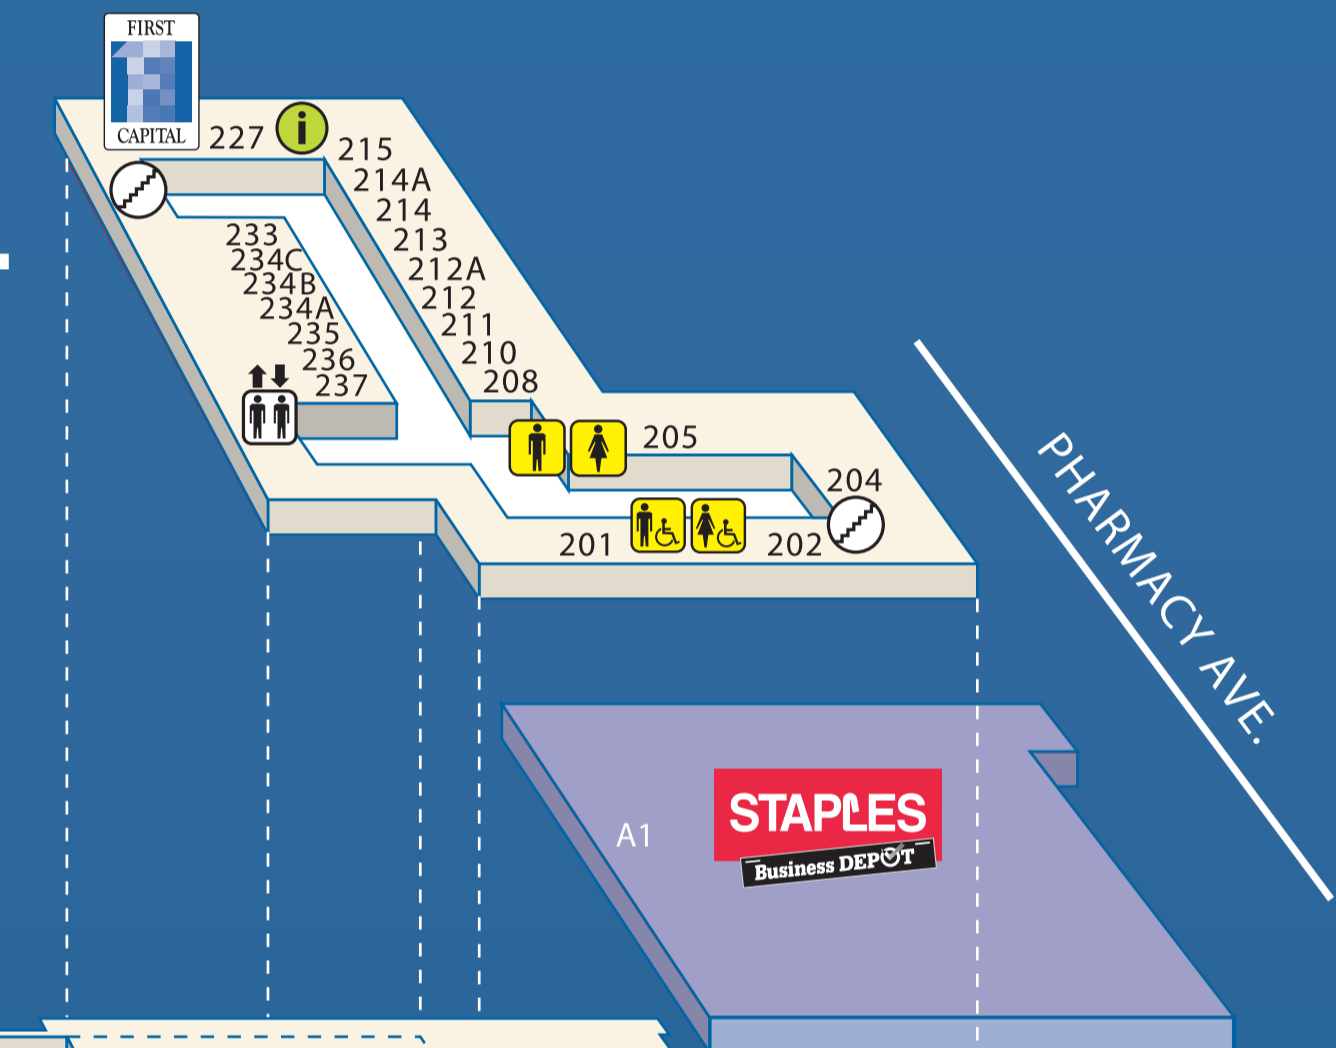 FIRST
CAPITAL
227
i
215
214A
214
213
212A
212
211
210
208
233
234C
234B
234A
235
236
237
205
204
201
202
PHARMACY AVE.
A1
STAPLES
Business DEPOT